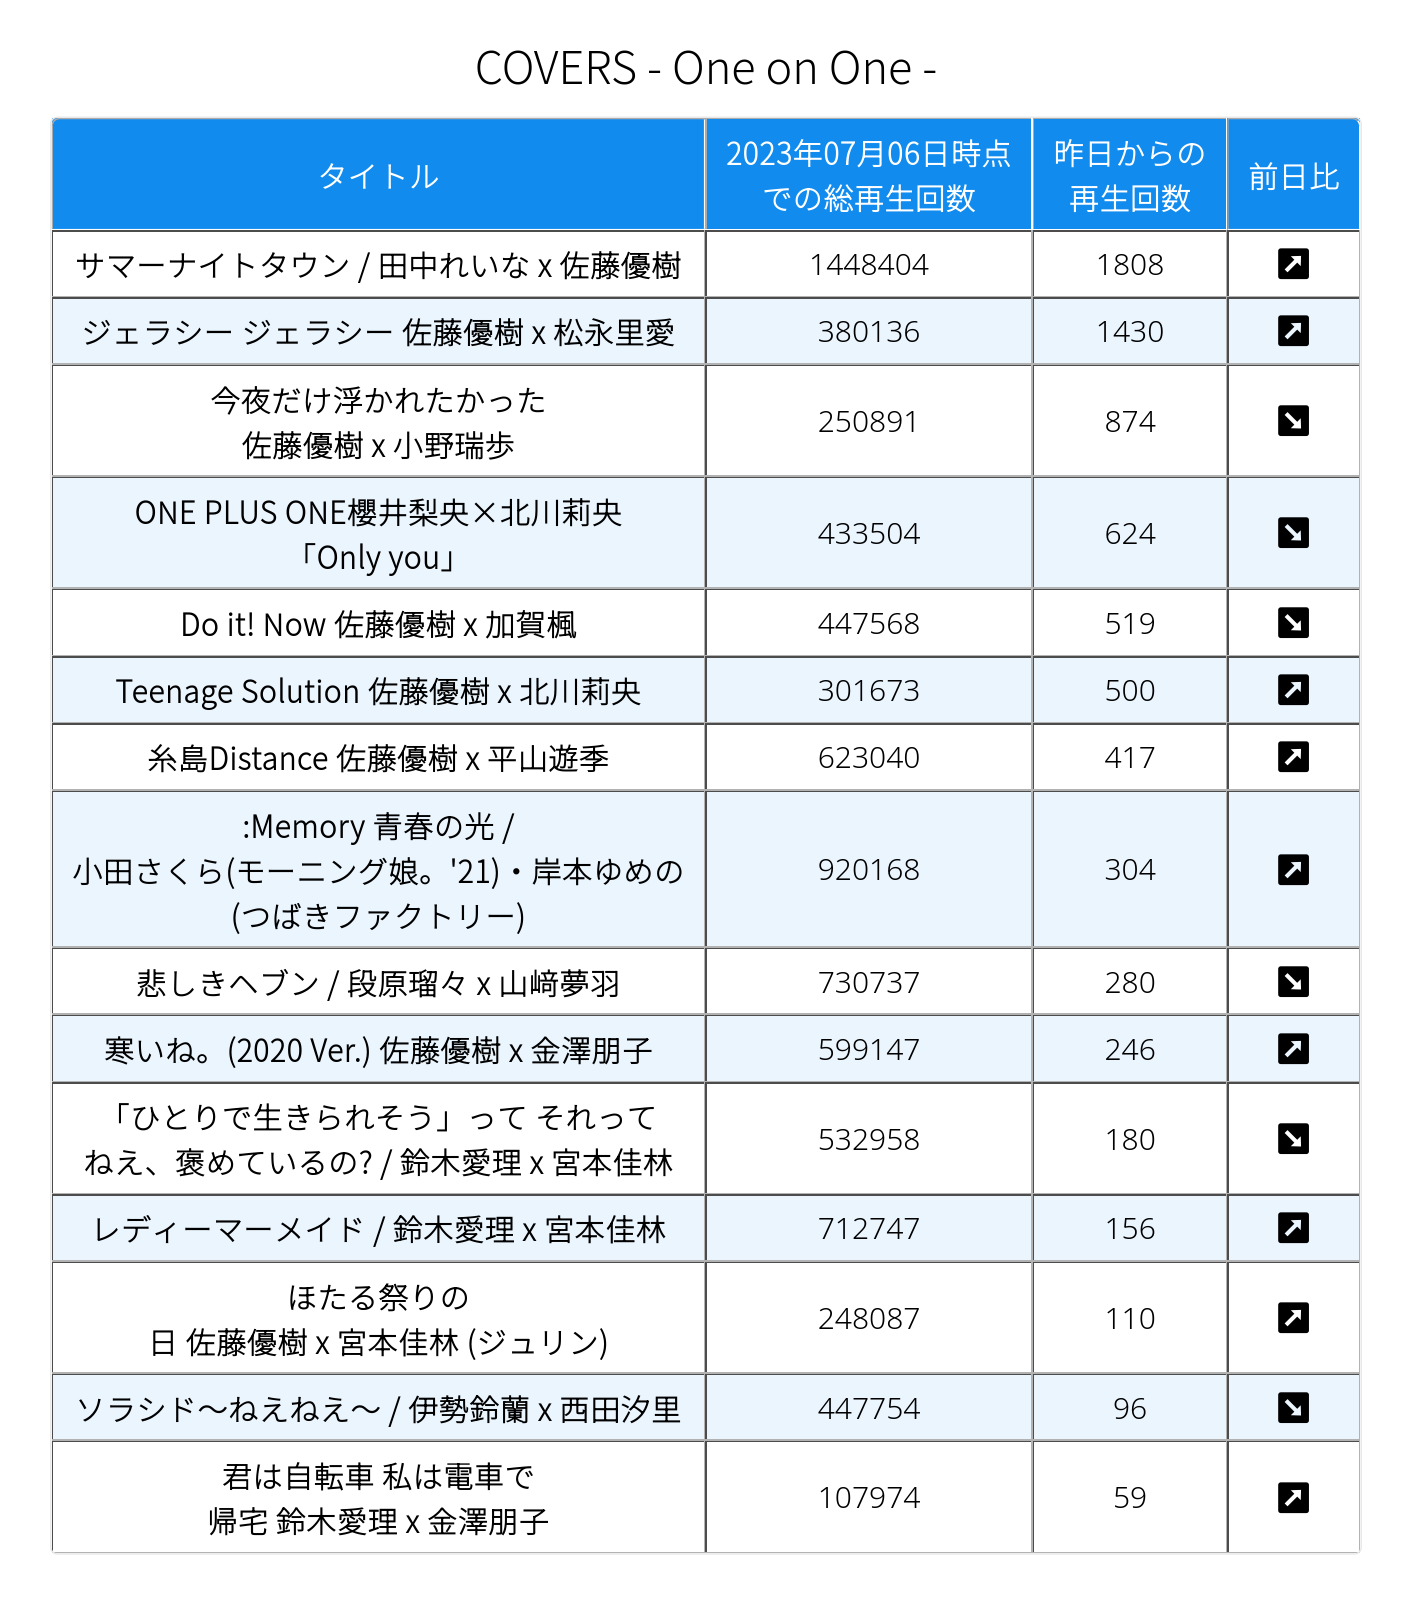 COVERS - One on One -
タイトル
2023年07月06日時点
での総再生回数
昨日からの
再生回数
前日比
サマーナイトタウン / 田中れいな x 佐藤優樹
1448404
1808
ジェラシー ジェラシー 佐藤優樹 x 松永里愛
380136
1430
今夜だけ浮かれたかった
佐藤優樹 x 小野瑞歩
250891
874
ONE PLUS ONE櫻井梨央×北川莉央
「Only you」
433504
624
Do it! Now 佐藤優樹 x 加賀楓
447568
519
Teenage Solution 佐藤優樹 x 北川莉央
301673
500
糸島Distance 佐藤優樹 x 平山遊季
623040
417
:Memory 青春の光 /
小田さくら(モーニング娘。'21)・岸本ゆめの
(つばきファクトリー)
920168
304
悲しきヘブン / 段原瑠々 x 山﨑夢羽
730737
280
寒いね。(2020 Ver.) 佐藤優樹 x 金澤朋子
599147
246
「ひとりで生きられそう」って それって
ねえ、褒めているの? / 鈴木愛理 x 宮本佳林
532958
180
レディーマーメイド / 鈴木愛理 x 宮本佳林
712747
156
ほたる祭りの
日 佐藤優樹 x 宮本佳林 (ジュリン)
248087
110
ソラシド〜ねえねえ〜 / 伊勢鈴蘭 x 西田汐里
447754
96
君は自転車 私は電車で
帰宅 鈴木愛理 x 金澤朋子
107974
59